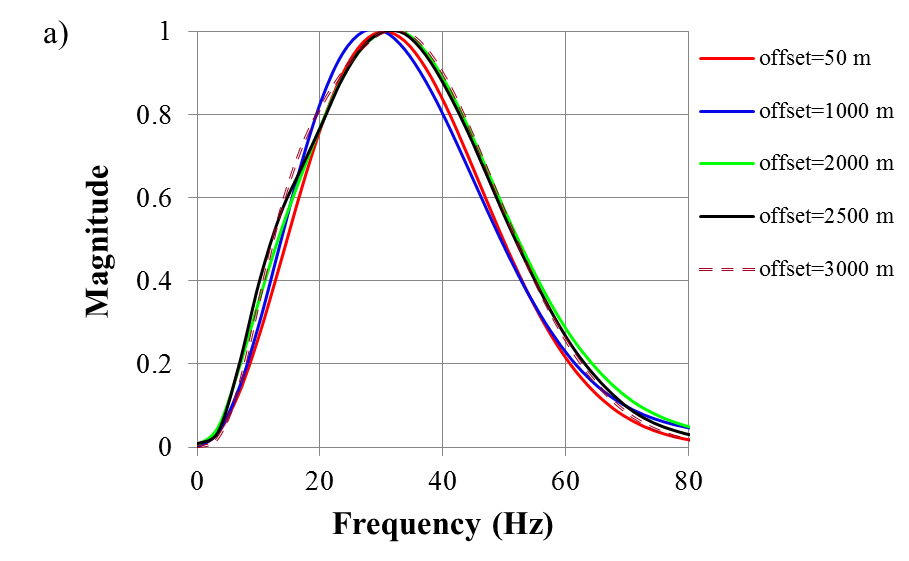 a)
1
0.8
0.6
0.4
0.2
0
Magnitude
0 20 40 60 80
Frequency (Hz)
offset=50 m
offset=1000 m
offset=2000 m
offset=2500 m
offset=3000 m